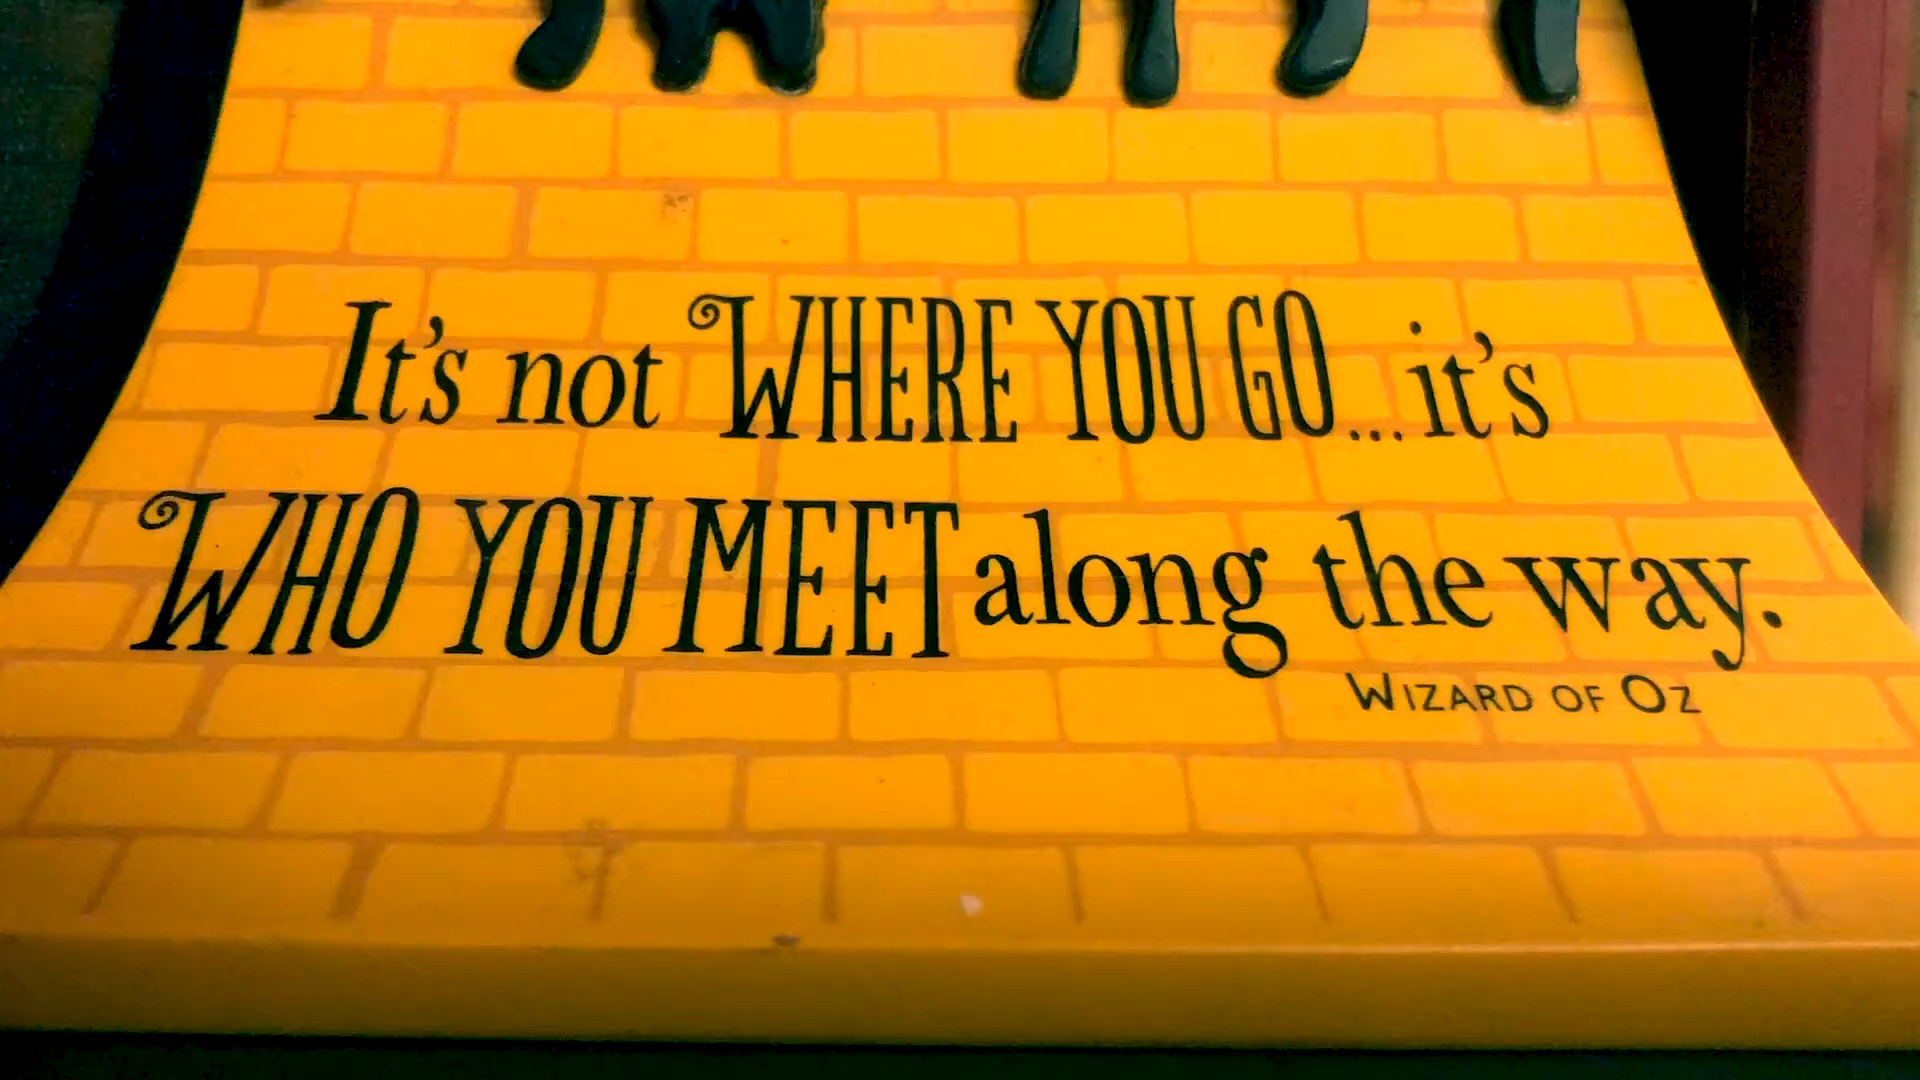 It's not WHERE YOU GO... it's
WHO YOU MEET along the way.
WIZARD OF OZ